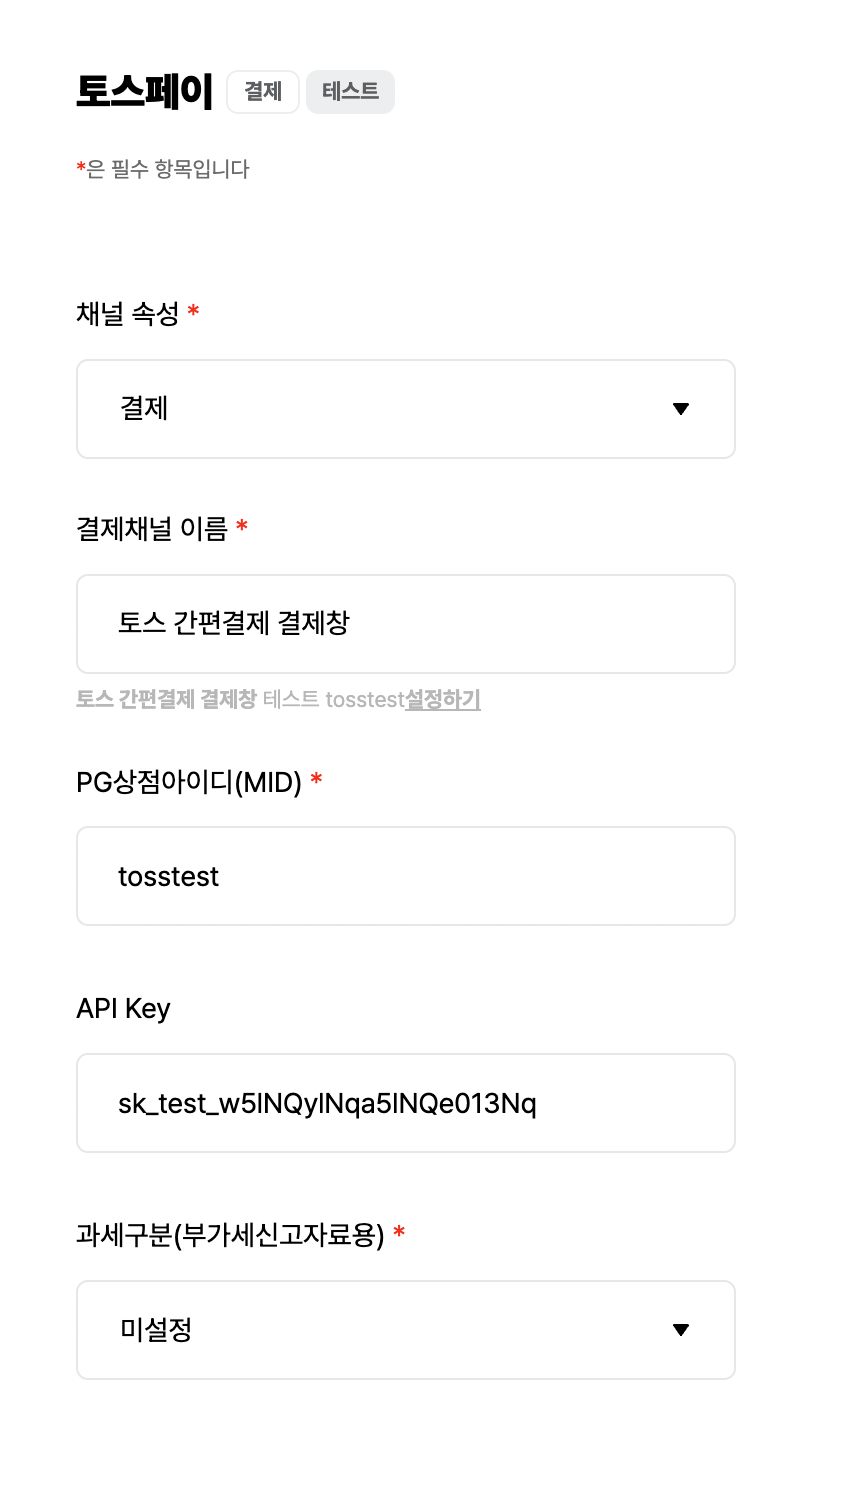 토스페이 결제 테스트
*은 필수 항목입니다
채널 속성 *
결제
결제채널 이름 *
토스 간편결제 결제창
토스 간편결제 결제창 테스트 tosstest설정하기
PG상점아이디(MID) *
tosstest
API Key
sk_test_w5lNQylNqa5lNQe013Nq
과세구분(부가세신고자료용) *
미설정